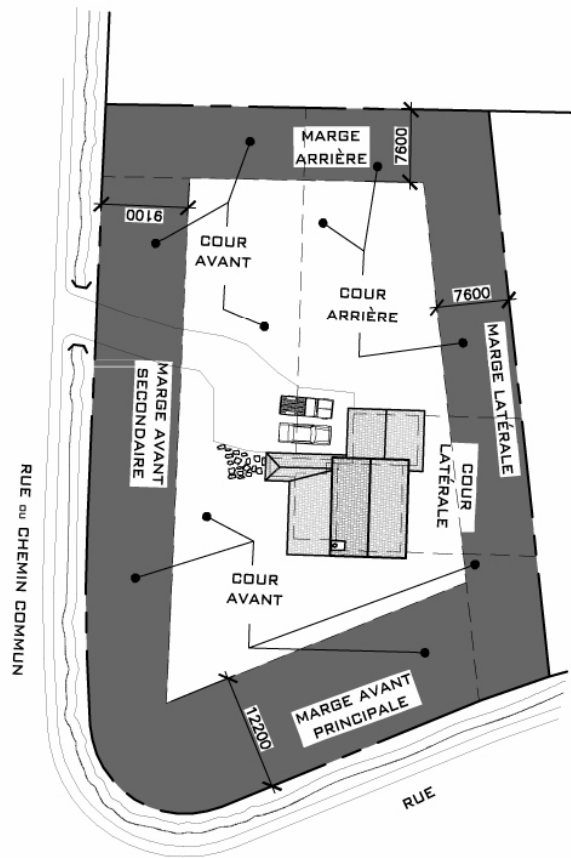 MARGE
ARRIÈRE
7600
9100
COUR
AVANT
COUR
ARRIÈRE
7600
MARGE AVANT
SECONDAIRE
MARGE LATÉRALE
COUR
LATÉRALE
RUE OU CHEMIN COMMUN
COUR
AVANT
12200
MARGE AVANT
PRINCIPALE
RUE